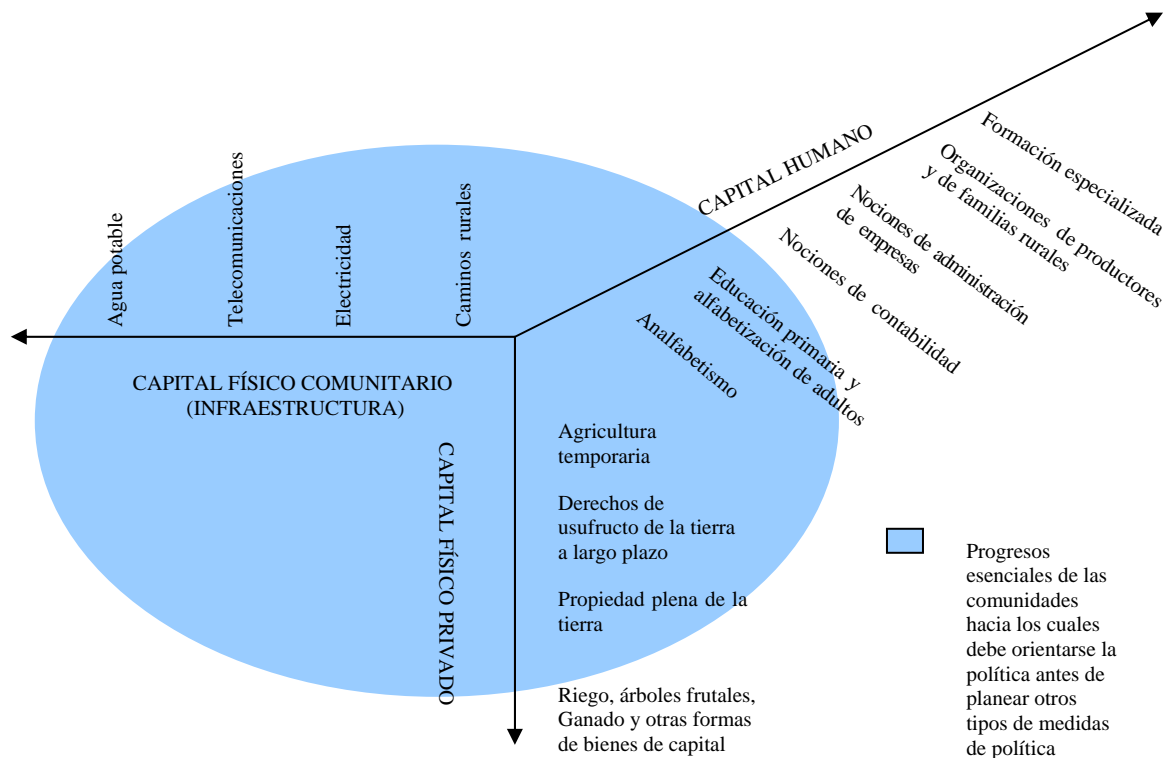 CAPITAL HUMANO
Formación especializada
Organizaciones de productores
y de familias rurales
Nociones de administración
de empresas
Nociones de contabilidad
Educación primaria y
alfabetización de adultos
Analfabetismo
Agua potable
Telecomunicaciones
Electricidad
Caminos rurales
CAPITAL FÍSICO COMUNITARIO
(INFRAESTRUCTURA)
CAPITAL FÍSICO PRIVADO
Agricultura
temporaria
Derechos de
usufructo de la tierra
a largo plazo
Propiedad plena de la
tierra
Riego, árboles frutales,
Ganado y otras formas
de bienes de capital
Progresos
esenciales de las
comunidades
hacia los cuales
debe orientarse la
política antes de
planear otros
tipos de medidas
de política